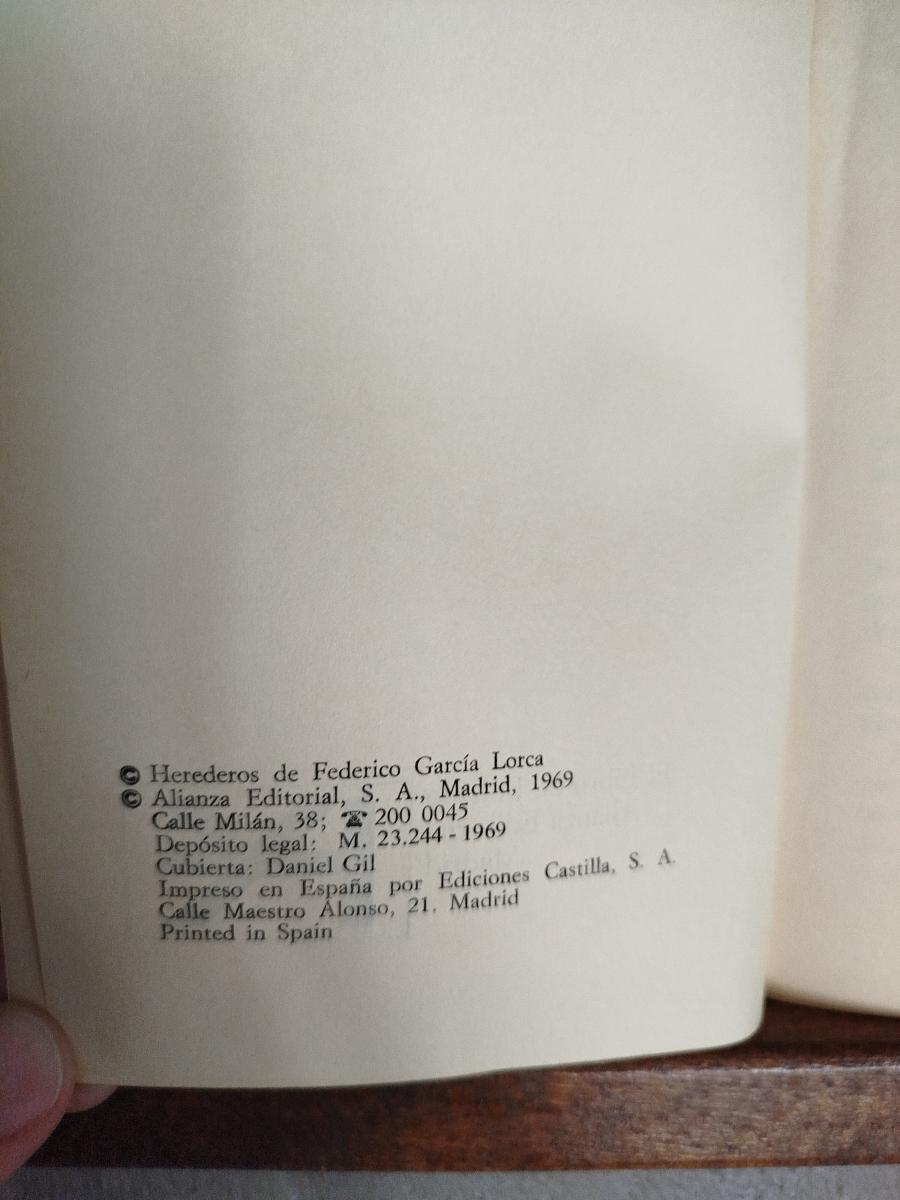 © Herederos de Federico García Lorca
© Alianza Editorial, S. A., Madrid, 1969
Calle Milán, 38; ☎ 200 0045
Depósito legal: M. 23.244 - 1969
Cubierta: Daniel Gil
Impreso en España por Ediciones Castilla, S. A.
Calle Maestro Alonso, 21. Madrid
Printed in Spain